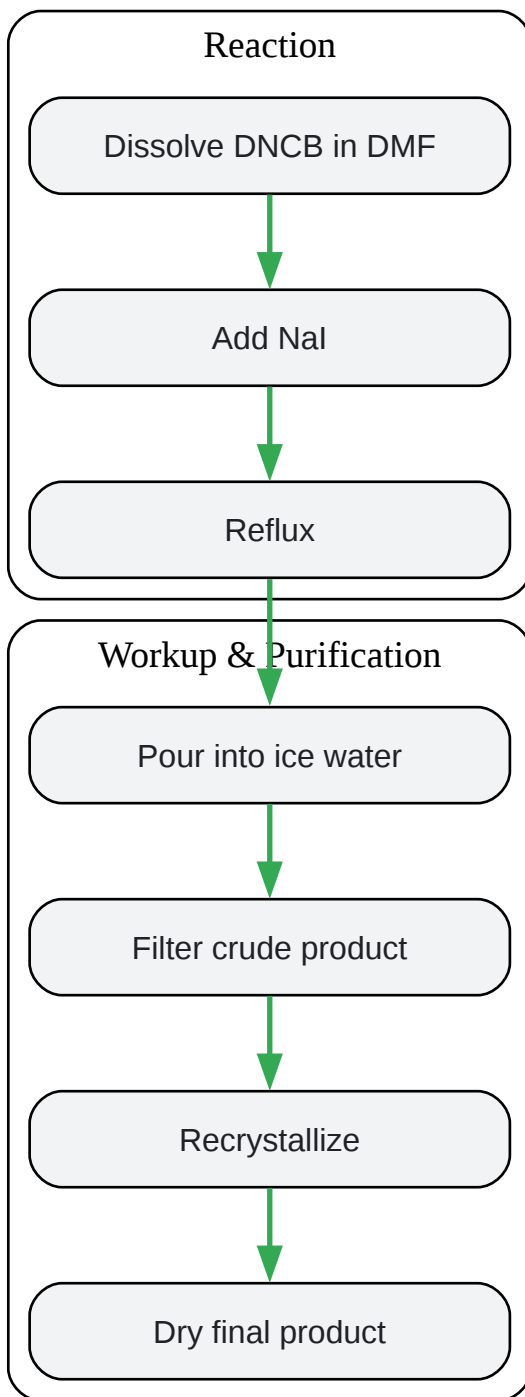 Reaction
Dissolve DNCB in DMF
Add NaI
Reflux
Workup & Purification
Pour into ice water
Filter crude product
Recrystallize
Dry final product